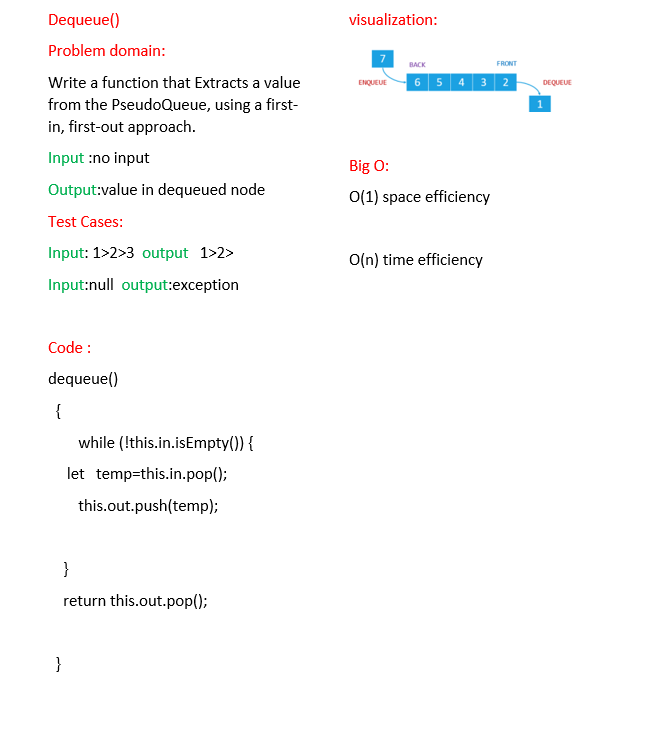 Dequeue()
Problem domain:
Write a function that Extracts a value
from the PseudoQueue, using a first-
in, first-out approach.
Input :no input
Output:value in dequeued node
Test Cases:
Input: 1>2>3  output   1>2>
Input:null  output:exception
Code :
dequeue()
{
while (!this.in.isEmpty()) {
let   temp=this.in.pop();
this.out.push(temp);
}
return this.out.pop();
}
visualization:
7
BACK
FRONT
ENQUEUE
6 5 4 3 2
DEQUEUE
1
Big O:
O(1) space efficiency
O(n) time efficiency